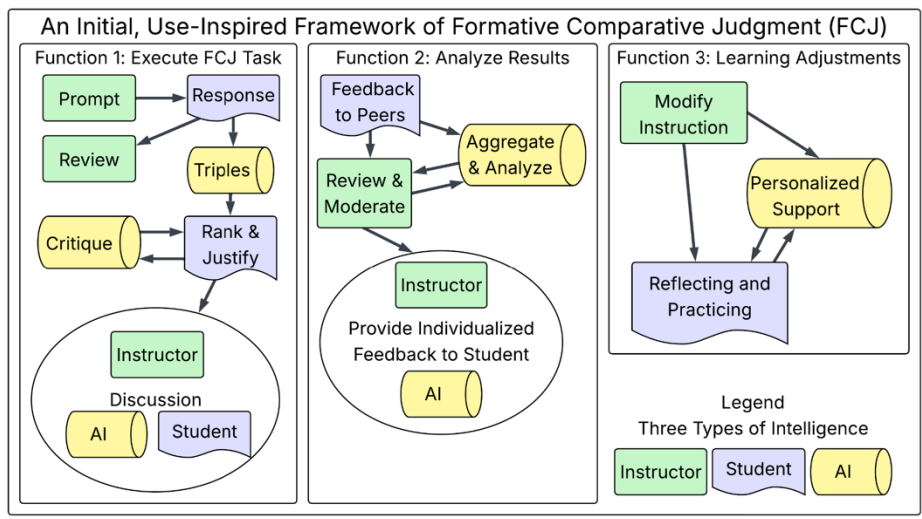 An Initial, Use-Inspired Framework of Formative Comparative Judgment (FCJ)
Function 1: Execute FCJ Task
Prompt
Response
Review
Triples
Critique
Rank &
Justify
Instructor
Discussion
AI
Student
Function 2: Analyze Results
Feedback
to Peers
Aggregate
& Analyze
Review &
Moderate
Instructor
Provide Individualized
Feedback to Student
AI
Function 3: Learning Adjustments
Modify
Instruction
Personalized
Support
Reflecting and
Practicing
Legend
Three Types of Intelligence
Instructor
Student
AI